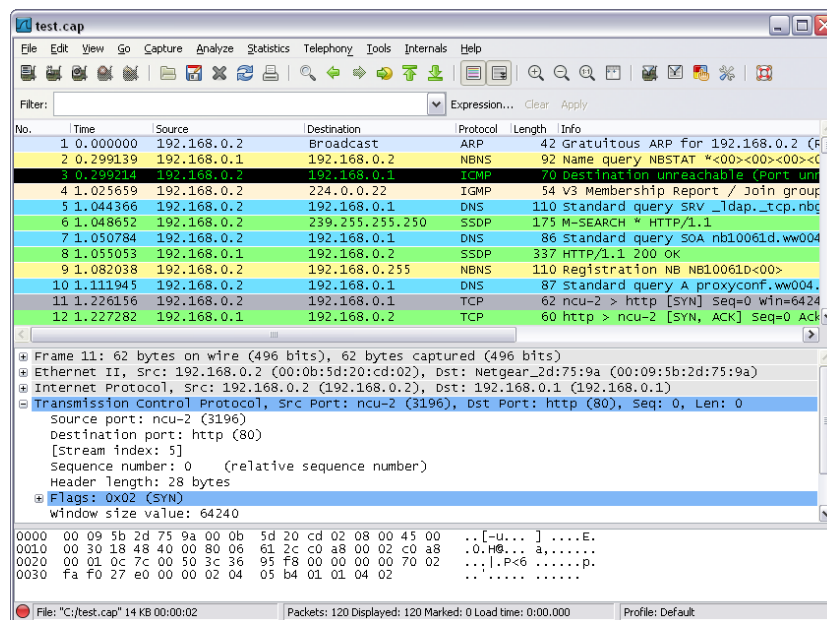 test.cap
File Edit View Go Capture Analyze Statistics Telephony Tools Internals Help
Filter: Expression... Clear Apply
No. Time Source Destination Protocol Length Info
1 0.000000 192.168.0.2 Broadcast ARP 42 Gratuitous ARP for 192.168.0.2 (R
2 0.299139 192.168.0.1 192.168.0.2 NBNS 92 Name query NBSTAT *<00><00><00><0
3 0.299214 192.168.0.2 192.168.0.1 ICMP 70 Destination unreachable (Port unr
4 1.025659 192.168.0.2 224.0.0.22 IGMP 54 V3 Membership Report / Join group
5 1.044366 192.168.0.2 192.168.0.1 DNS 110 Standard query SRV _ldap._tcp.nbg
6 1.048652 192.168.0.2 239.255.255.250 SSDP 175 M-SEARCH * HTTP/1.1
7 1.050784 192.168.0.2 192.168.0.1 DNS 86 Standard query SOA nb10061d.ww004
8 1.055053 192.168.0.1 192.168.0.2 SSDP 337 HTTP/1.1 200 OK
9 1.082038 192.168.0.2 192.168.0.255 NBNS 110 Registration NB NB10061D<00>
10 1.111945 192.168.0.2 192.168.0.1 DNS 87 Standard query A proxyconf.ww004.
11 1.226156 192.168.0.2 192.168.0.1 TCP 62 ncu-2 > http [SYN] Seq=0 Win=6424
12 1.227282 192.168.0.1 192.168.0.2 TCP 60 http > ncu-2 [SYN, ACK] Seq=0 Ack
Frame 11: 62 bytes on wire (496 bits), 62 bytes captured (496 bits)
Ethernet II, Src: 192.168.0.2 (00:0b:5d:20:cd:02), Dst: Netgear_2d:75:9a (00:09:5b:2d:75:9a)
Internet Protocol, Src: 192.168.0.2 (192.168.0.2), Dst: 192.168.0.1 (192.168.0.1)
Transmission Control Protocol, Src Port: ncu-2 (3196), Dst Port: http (80), Seq: 0, Len: 0
Source port: ncu-2 (3196)
Destination port: http (80)
[Stream index: 5]
Sequence number: 0 (relative sequence number)
Header length: 28 bytes
Flags: 0x02 (SYN)
Window size value: 64240
0000 00 09 5b 2d 75 9a 00 0b 5d 20 cd 02 08 00 45 00 ..[-u... ] ....E.
0010 00 30 18 48 40 00 80 06 61 2c c0 a8 00 02 c0 a8 .0.H@... a,......
0020 00 01 0c 7c 00 50 3c 36 95 f8 00 00 00 00 70 02 ...|.P<6 ......p.
0030 fa f0 27 e0 00 00 02 04 05 b4 01 01 04 02 ..'..... ......
File: "C:/test.cap" 14 KB 00:00:02 Packets: 120 Displayed: 120 Marked: 0 Load time: 0:00.000 Profile: Default